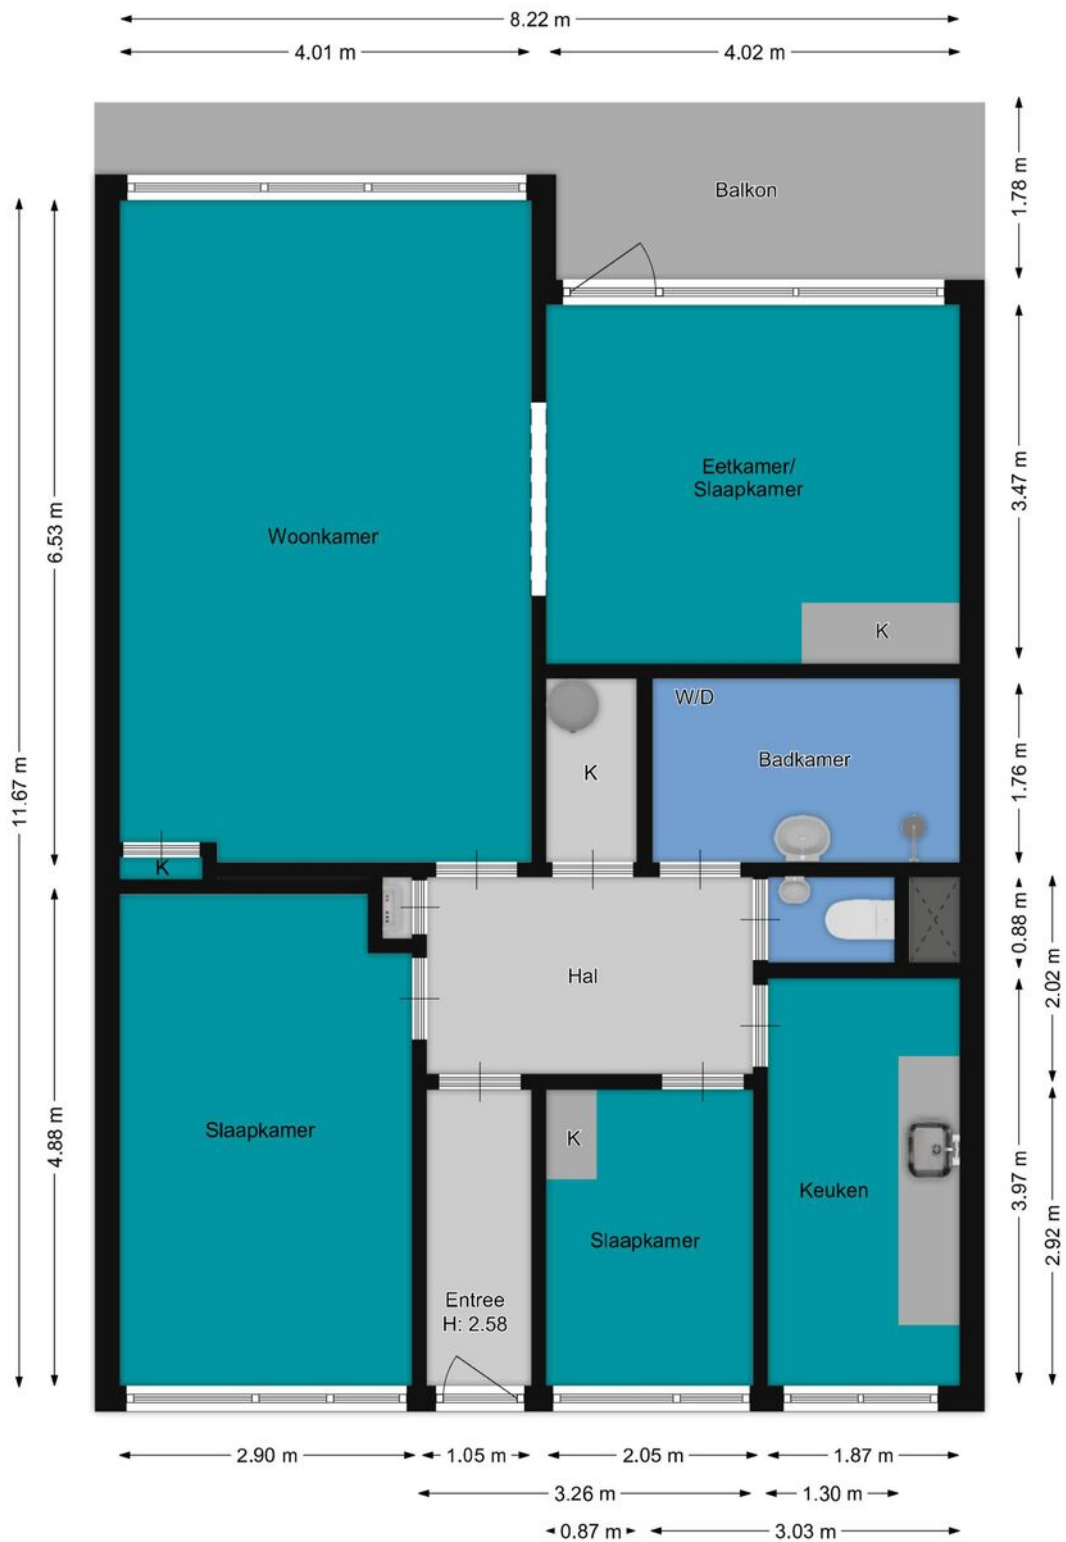 8.22 m
4.01 m
4.02 m
Balkon
1.78 m
11.67 m
6.53 m
Woonkamer
Eetkamer/
Slaapkamer
K
3.47 m
W/D
Badkamer
K
1.76 m
K
0.88 m
2.02 m
Hal
4.88 m
Slaapkamer
K
Slaapkamer
Keuken
3.97 m
2.92 m
Entree
H: 2.58
2.90 m
1.05 m
2.05 m
1.87 m
3.26 m
1.30 m
0.87 m
3.03 m